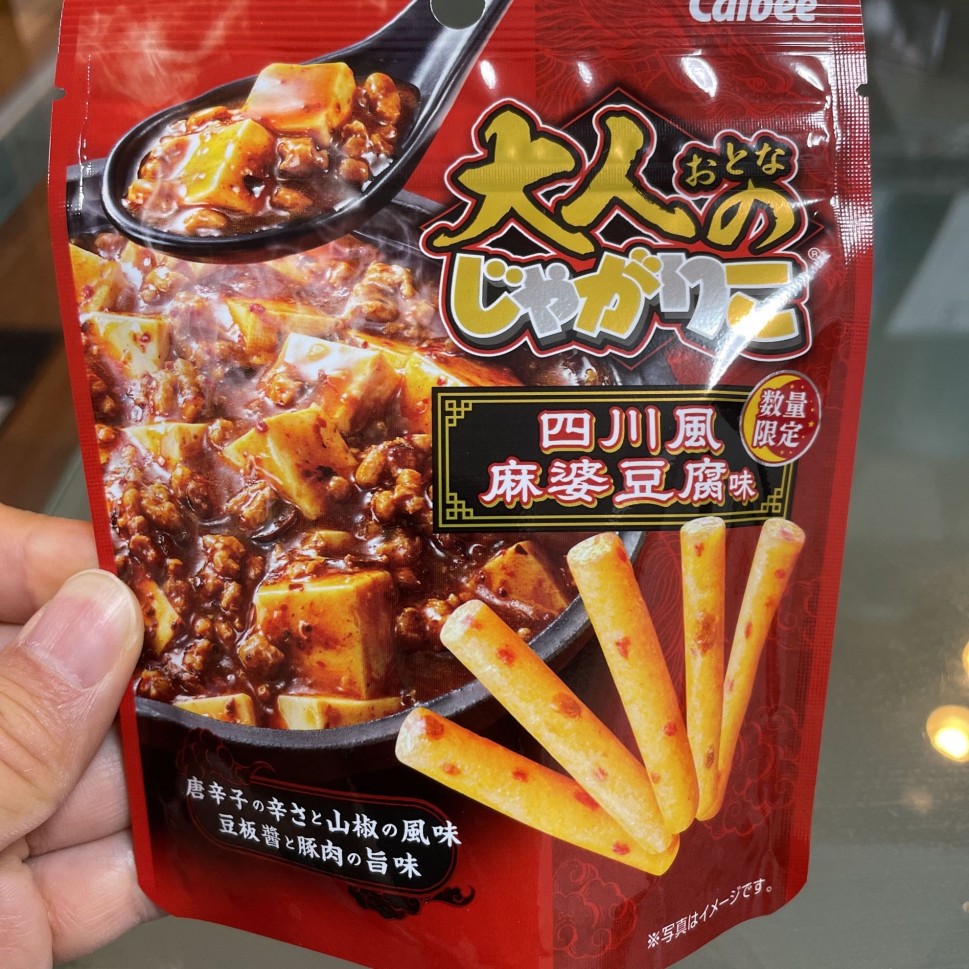 Calbee
おとな
大人の
じゃがりこ®
数量
限定
四川風
麻婆豆腐味
唐辛子の辛さと山椒の風味
豆板醤と豚肉の旨味
※写真はイメージです。